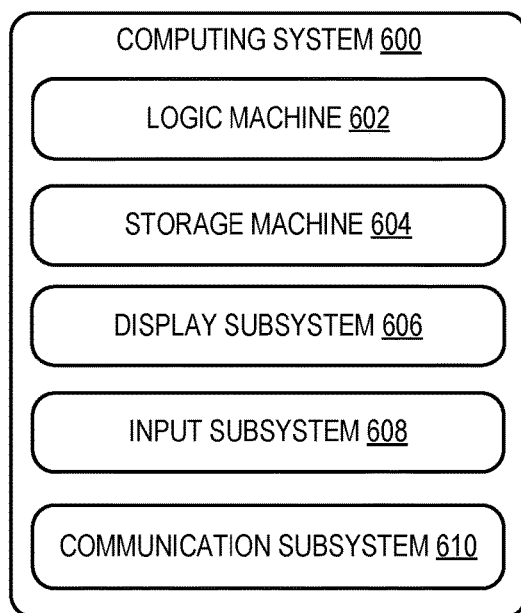 COMPUTING SYSTEM 600
LOGIC MACHINE 602
STORAGE MACHINE 604
DISPLAY SUBSYSTEM 606
INPUT SUBSYSTEM 608
COMMUNICATION SUBSYSTEM 610